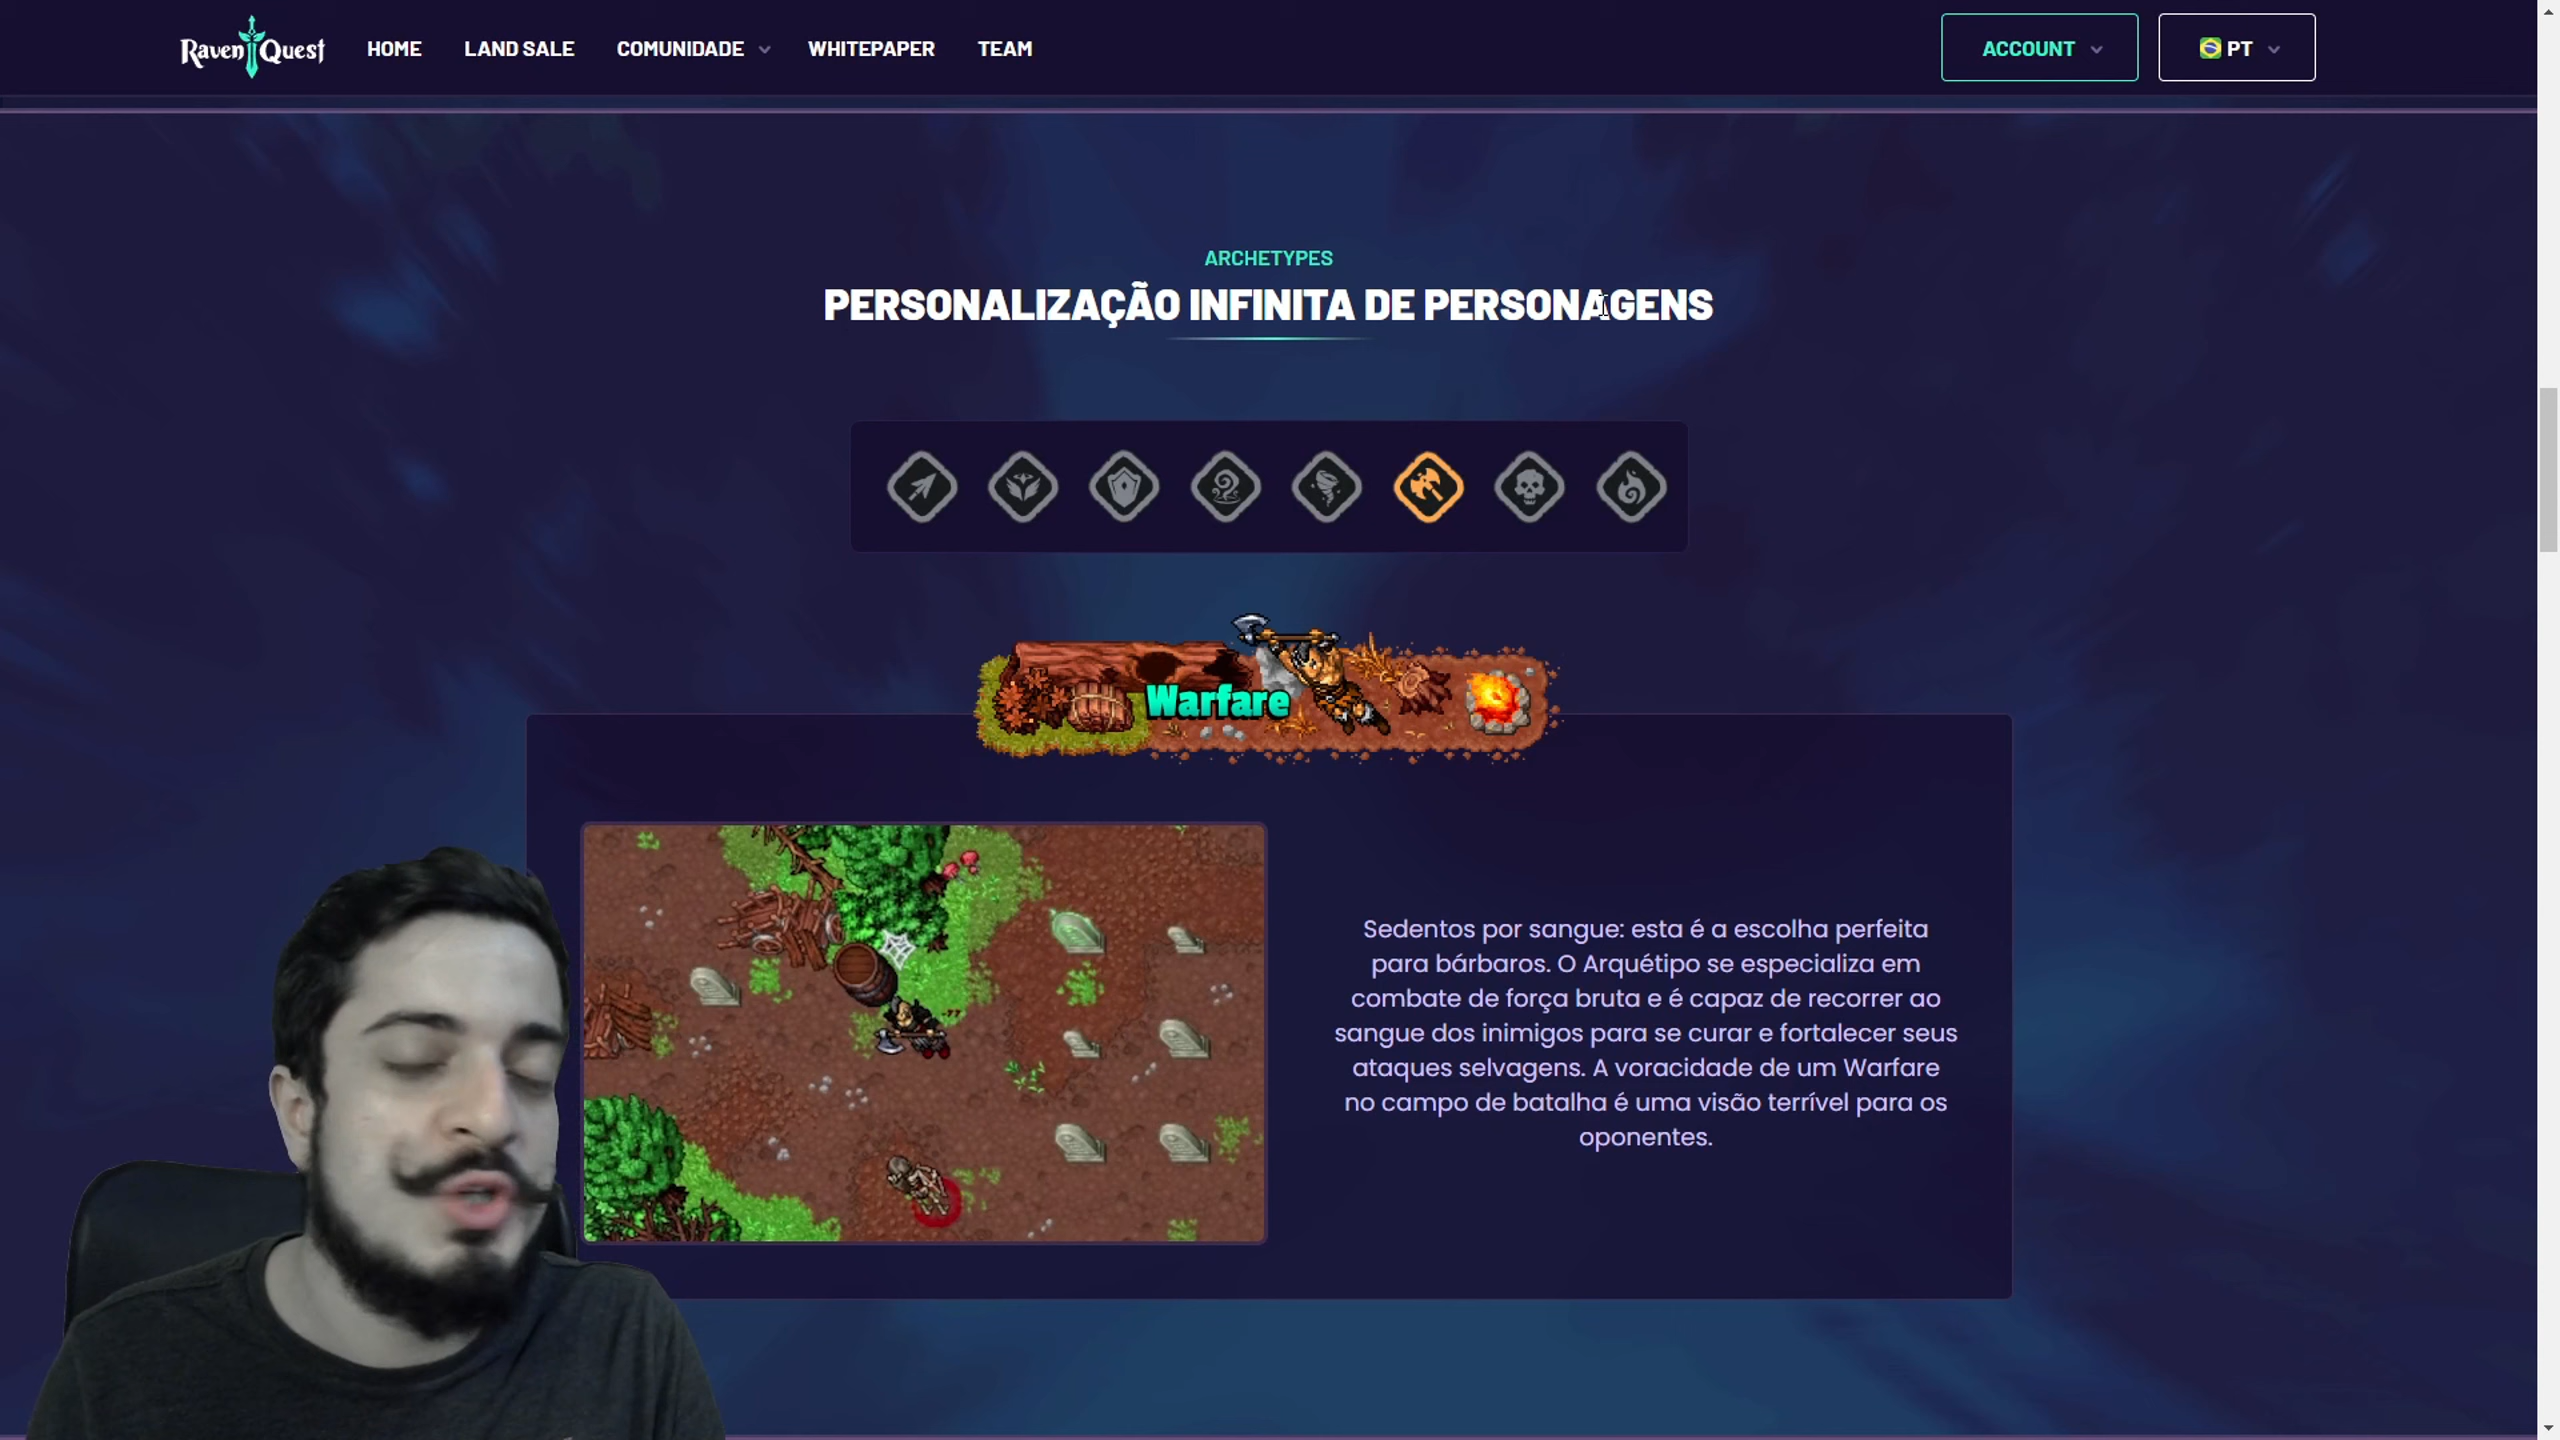 Raven Quest
HOME
LAND SALE
COMUNIDADE
WHITEPAPER
TEAM
ACCOUNT
PT
ARCHETYPES
PERSONALIZAÇÃO INFINITA DE PERSONAGENS
Warfare
-77
Sedentos por sangue: esta é a escolha perfeita
para bárbaros. O Arquétipo se especializa em
combate de força bruta e é capaz de recorrer ao
sangue dos inimigos para se curar e fortalecer seus
ataques selvagens. A voracidade de um Warfare
no campo de batalha é uma visão terrível para os
oponentes.